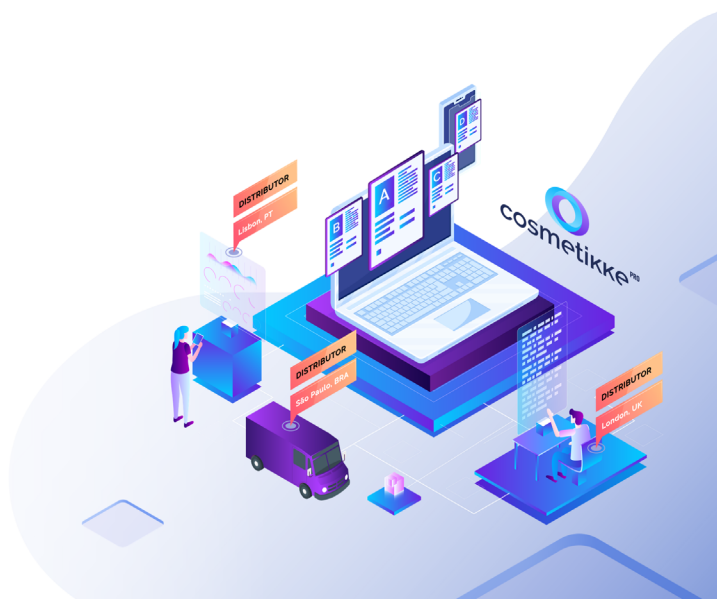 D
C
A
B
DISTRIBUTOR
Lisbon, PT
cosmetikke PRO
DISTRIBUTOR
São Paulo, BRA
DISTRIBUTOR
London, UK